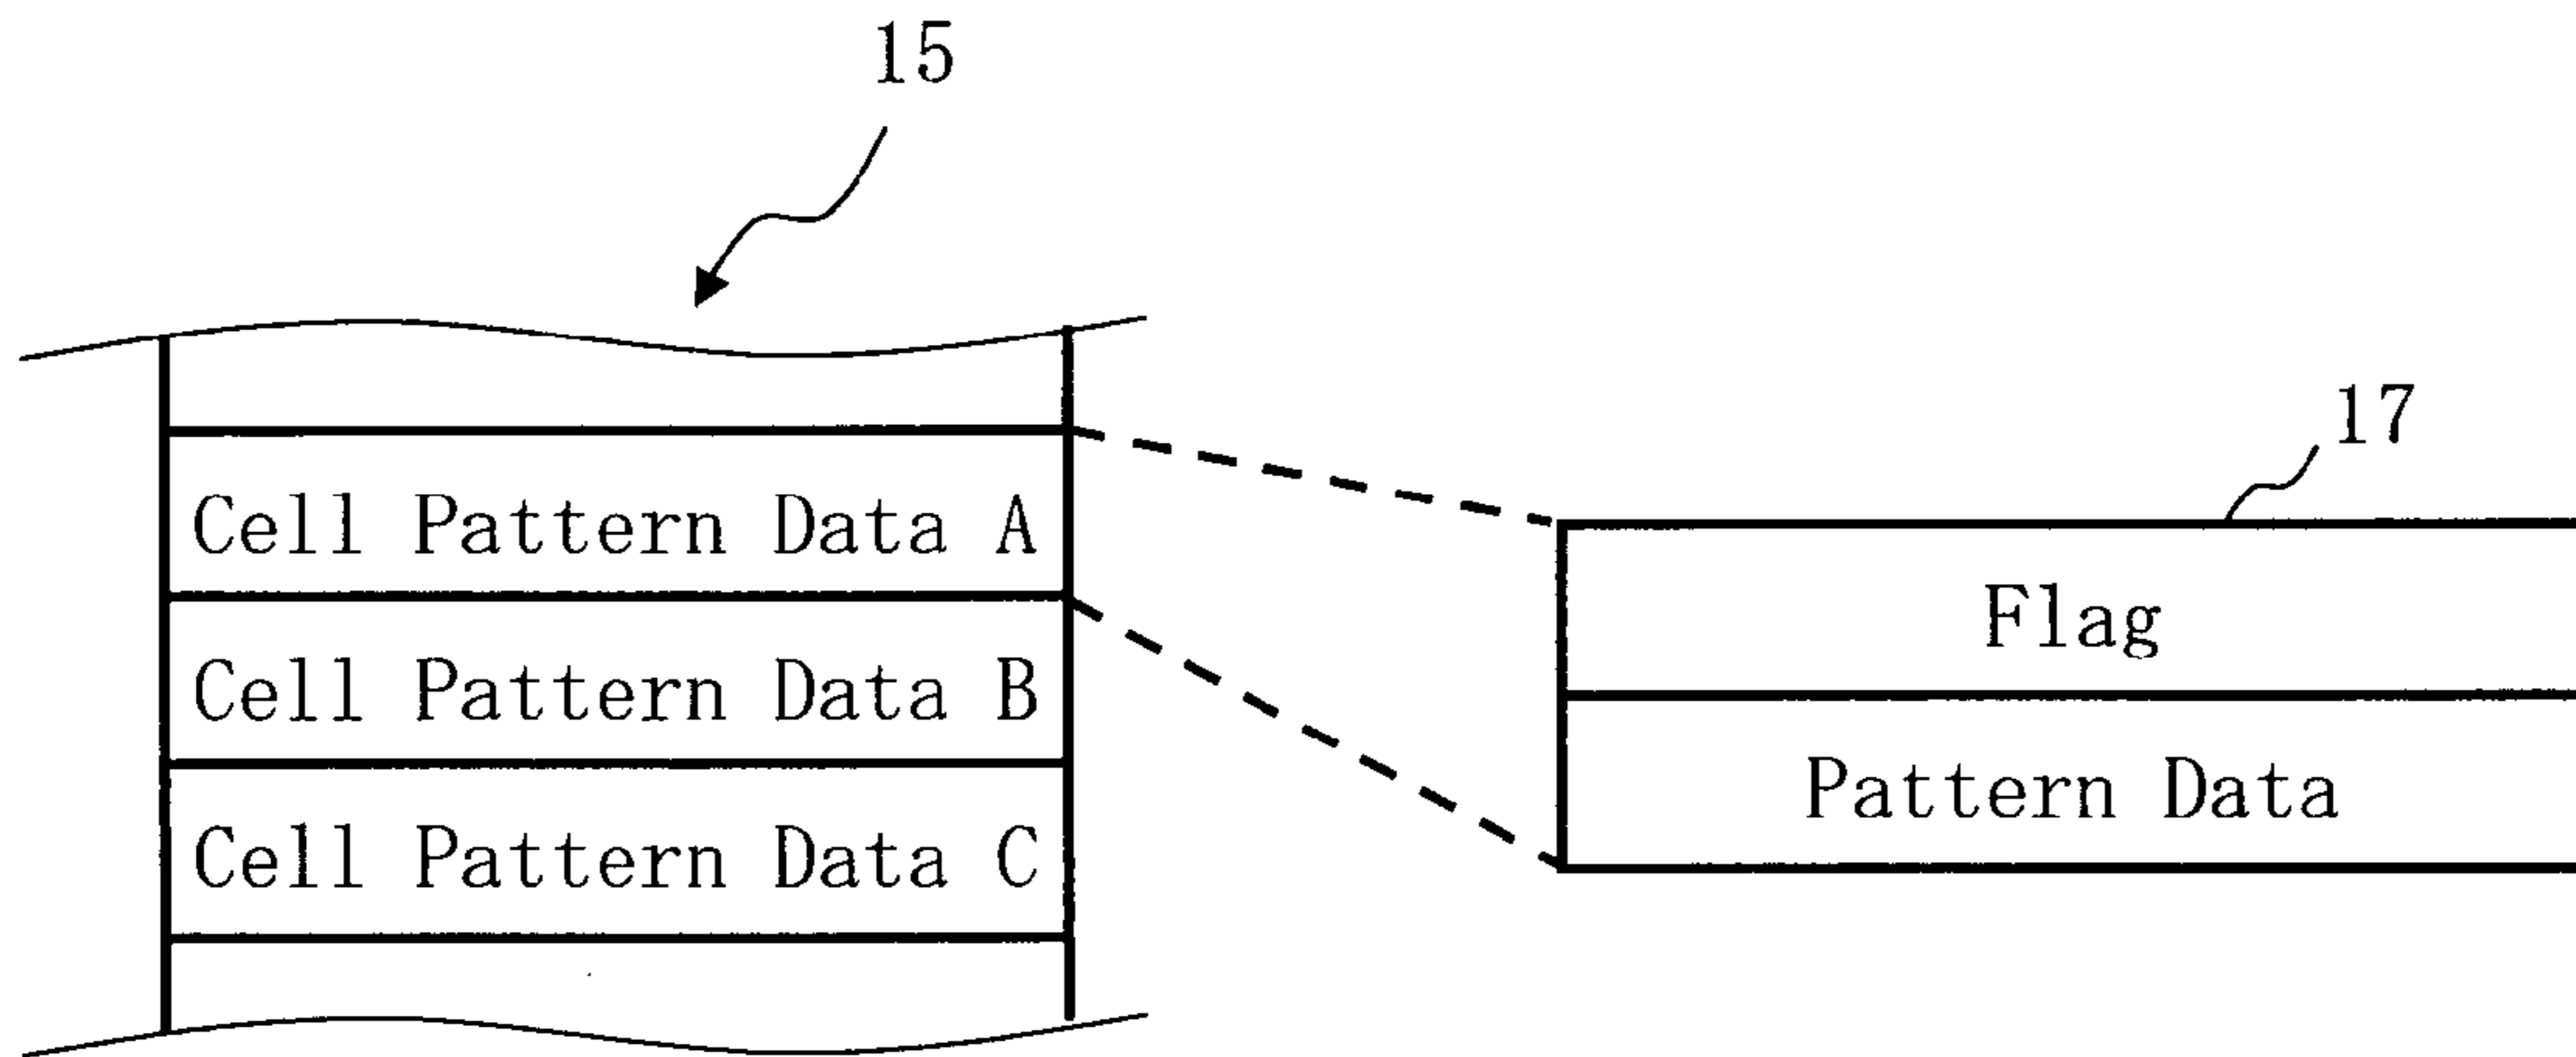 15
Cell Pattern Data A
Cell Pattern Data B
Cell Pattern Data C
17
Flag
Pattern Data